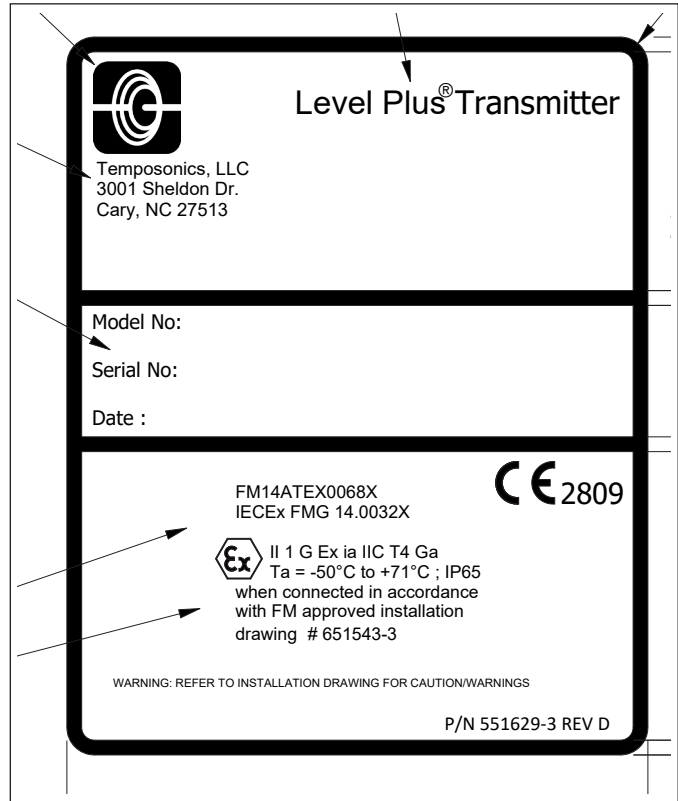 Level Plus® Transmitter
Temposonics, LLC
3001 Sheldon Dr.
Cary, NC 27513
Model No:
Serial No:
Date :
CE 2809
FM14ATEX0068X
IECEx FMG 14.0032X
Ex II 1 G Ex ia IIC T4 Ga
Ta = -50°C to +71°C ; IP65
when connected in accordance
with FM approved installation
drawing # 651543-3
WARNING: REFER TO INSTALLATION DRAWING FOR CAUTION/WARNINGS
P/N 551629-3 REV D